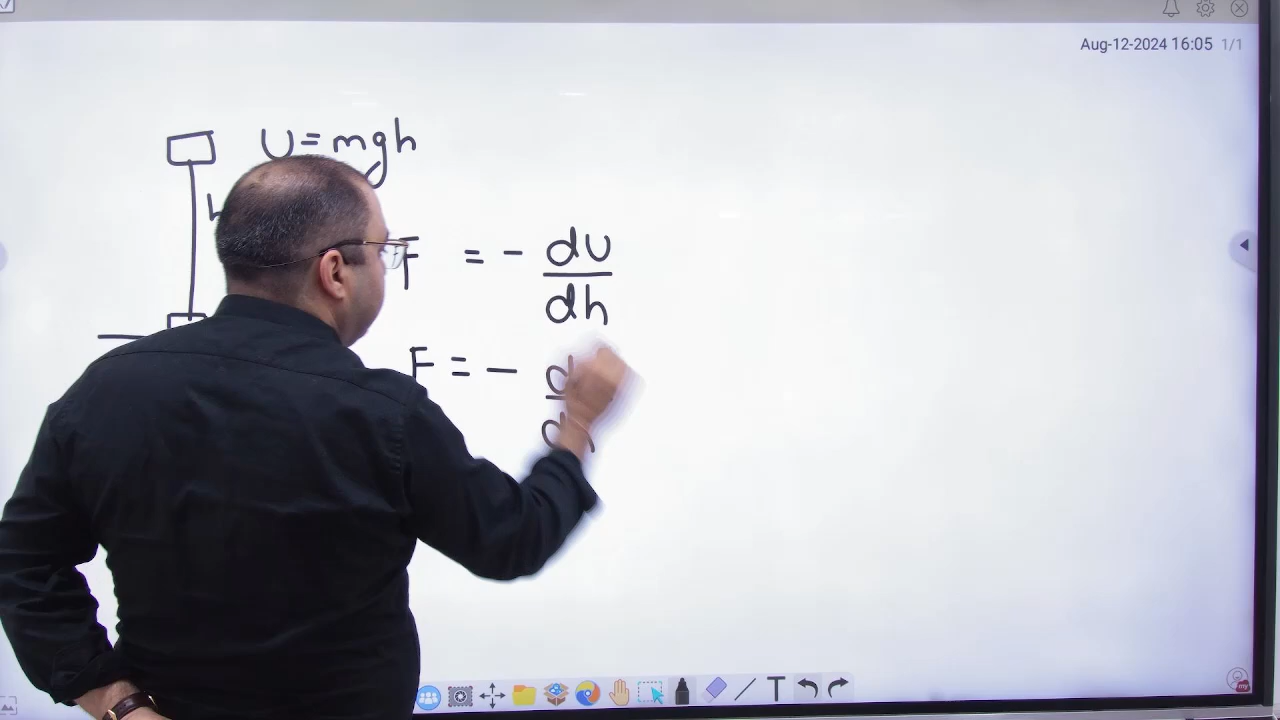 Aug-12-2024 16:05 1/1
U = mgh
h
F = - dU
dh
F = - d
d
T